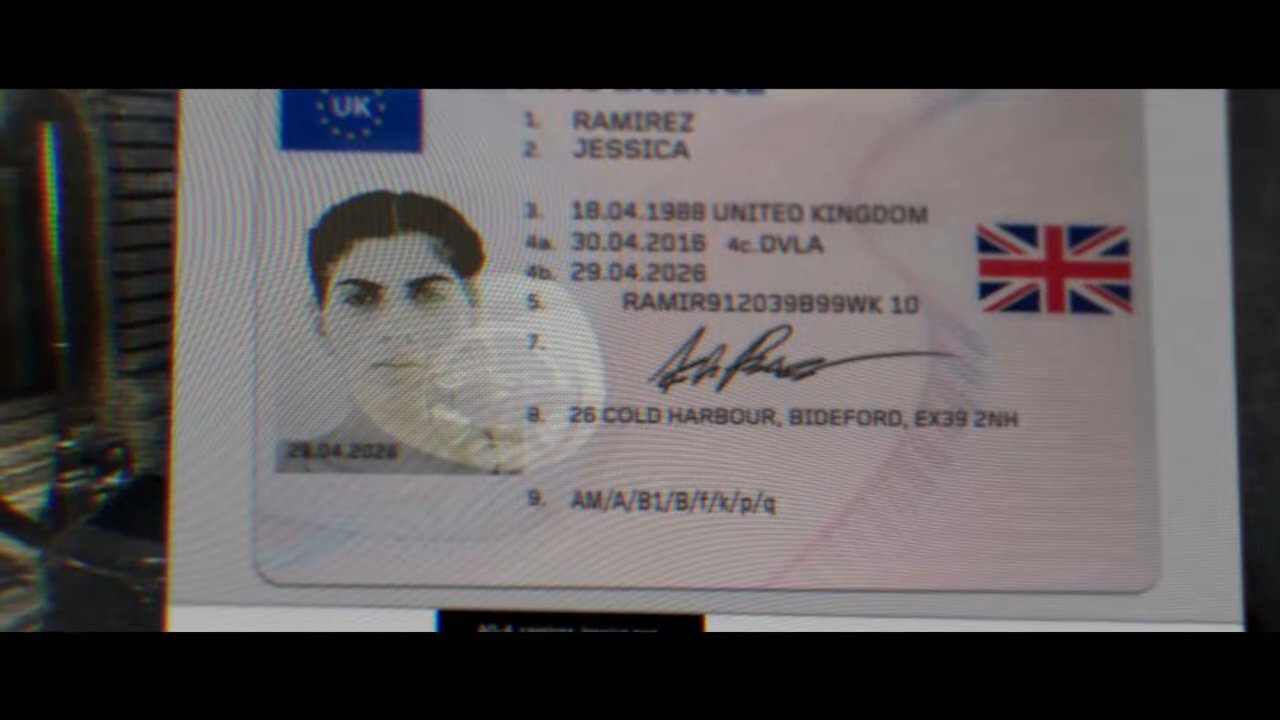 UK
1. RAMIREZ
2. JESSICA
3. 18.04.1988 UNITED KINGDOM
4a. 30.04.2016 4c. DVLA
4b. 29.04.2026
5. RAMIR912039B99WK 10
7.
8. 26 COLD HARBOUR, BIDEFORD, EX39 2NH
29.04.2026
9. AM/A/B1/B/f/k/p/q